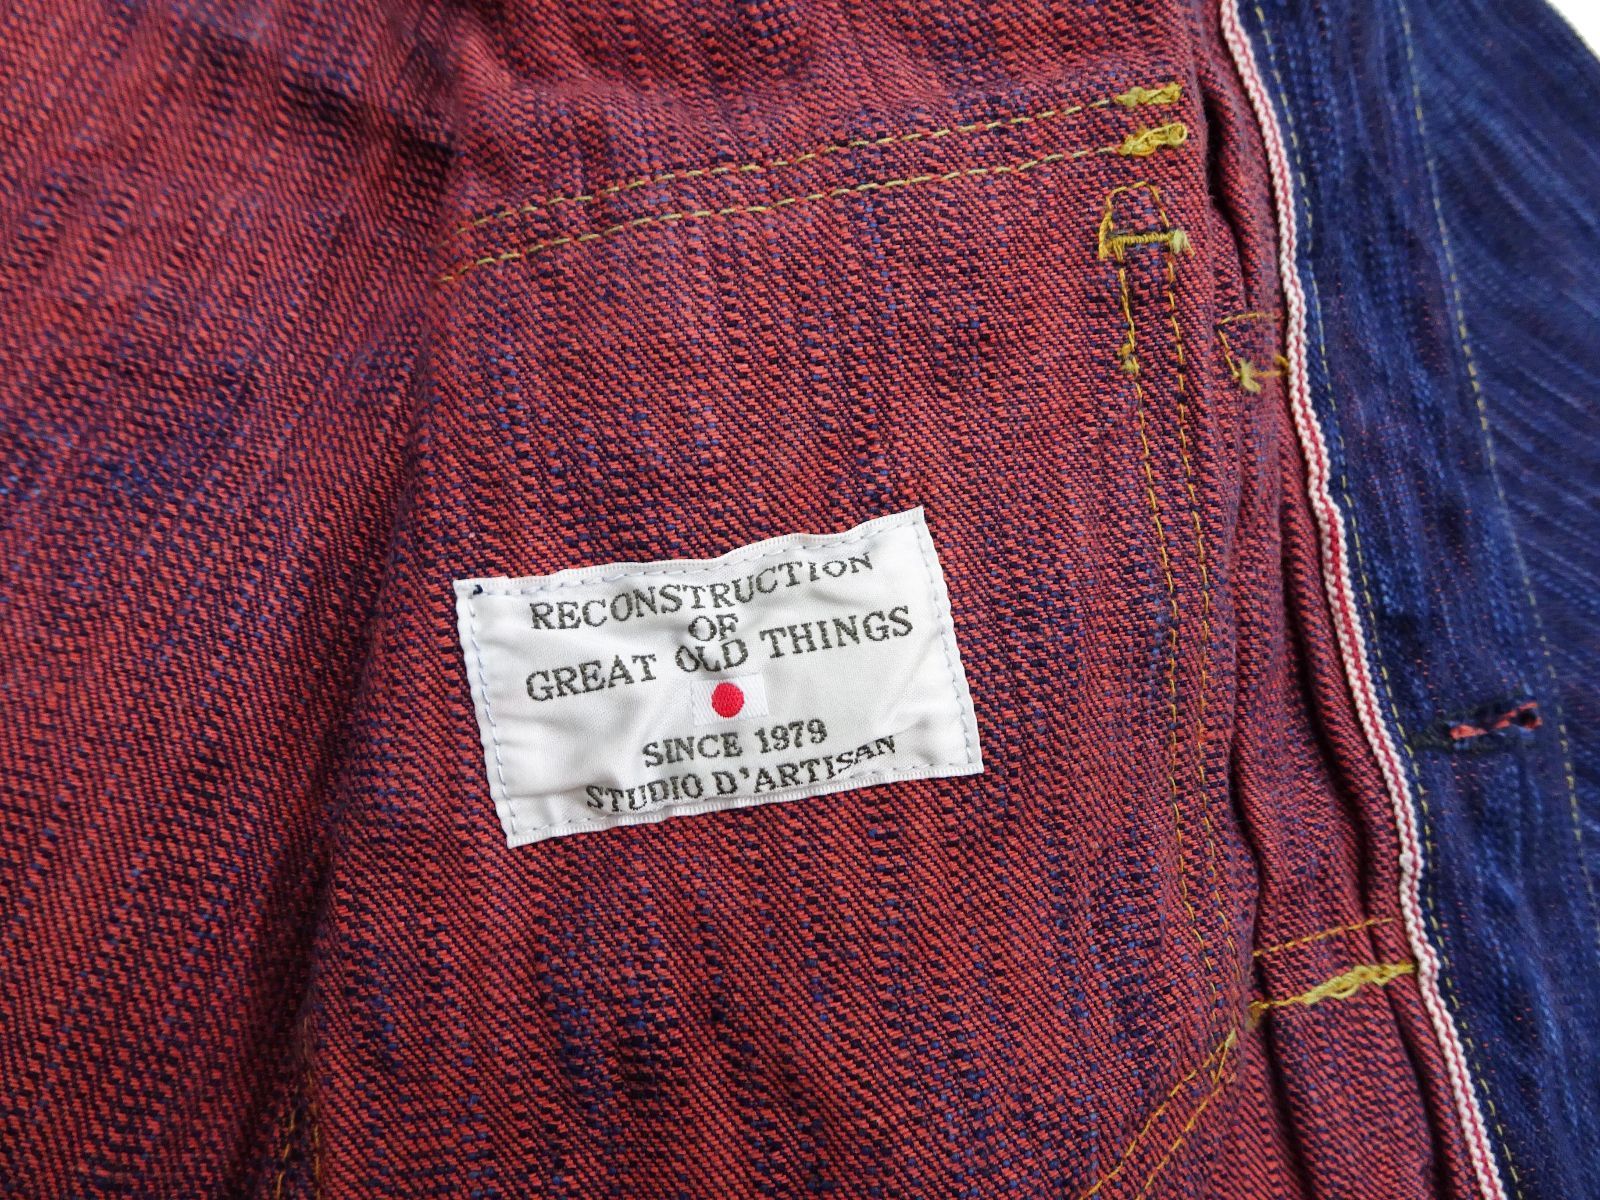 RECONSTRUCTION
OF
GREAT OLD THINGS
SINCE 1979
STUDIO D'ARTISAN